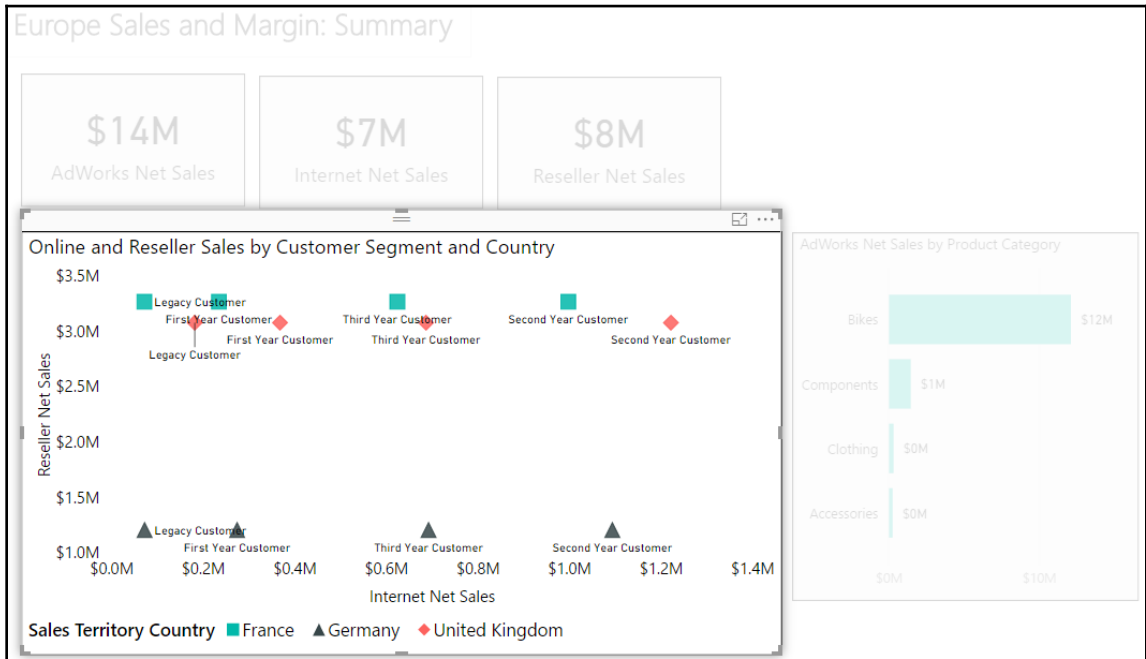 Europe Sales and Margin: Summary
$14M
AdWorks Net Sales
$7M
Internet Net Sales
$8M
Reseller Net Sales
Online and Reseller Sales by Customer Segment and Country
Reseller Net Sales
$3.5M
$3.0M
$2.5M
$2.0M
$1.5M
$1.0M
Legacy Customer
First Year Customer
Third Year Customer
Second Year Customer
Legacy Customer
First Year Customer
Third Year Customer
Second Year Customer
Legacy Customer
First Year Customer
Third Year Customer
Second Year Customer
$0.0M $0.2M $0.4M $0.6M $0.8M $1.0M $1.2M $1.4M
Internet Net Sales
Sales Territory Country France Germany United Kingdom
AdWorks Net Sales by Product Category
Bikes $12M
Components $1M
Clothing $0M
Accessories $0M
$0M $10M